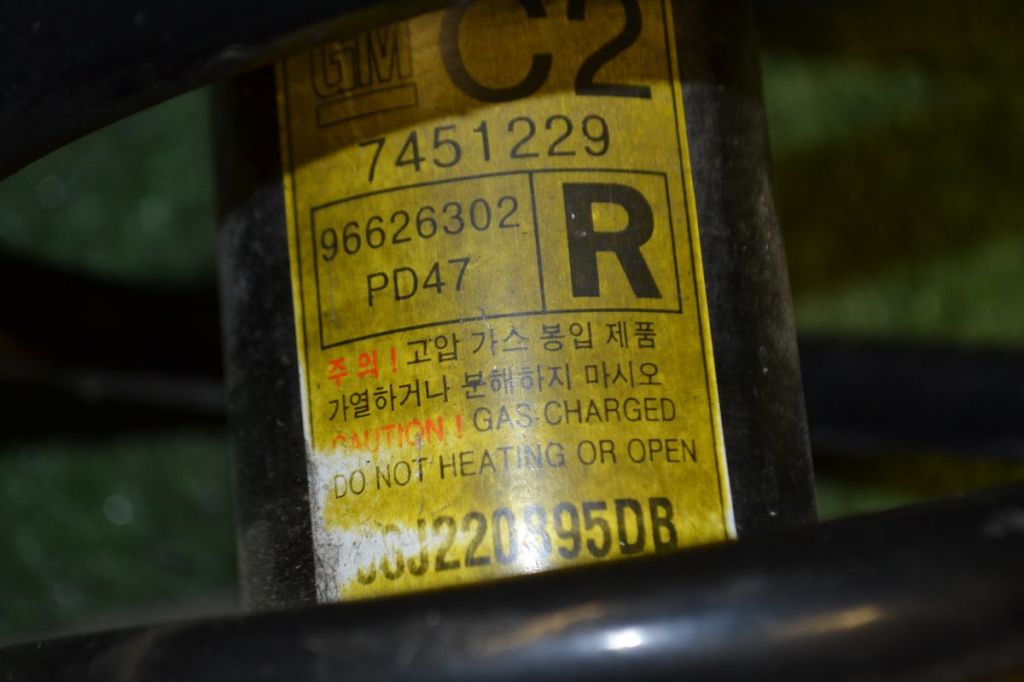 GM C2
7451229
96626302 R
PD47
주의! 고압 가스 봉입 제품
가열하거나 분해하지 마시오
CAUTION! GAS CHARGED
DO NOT HEATING OR OPEN